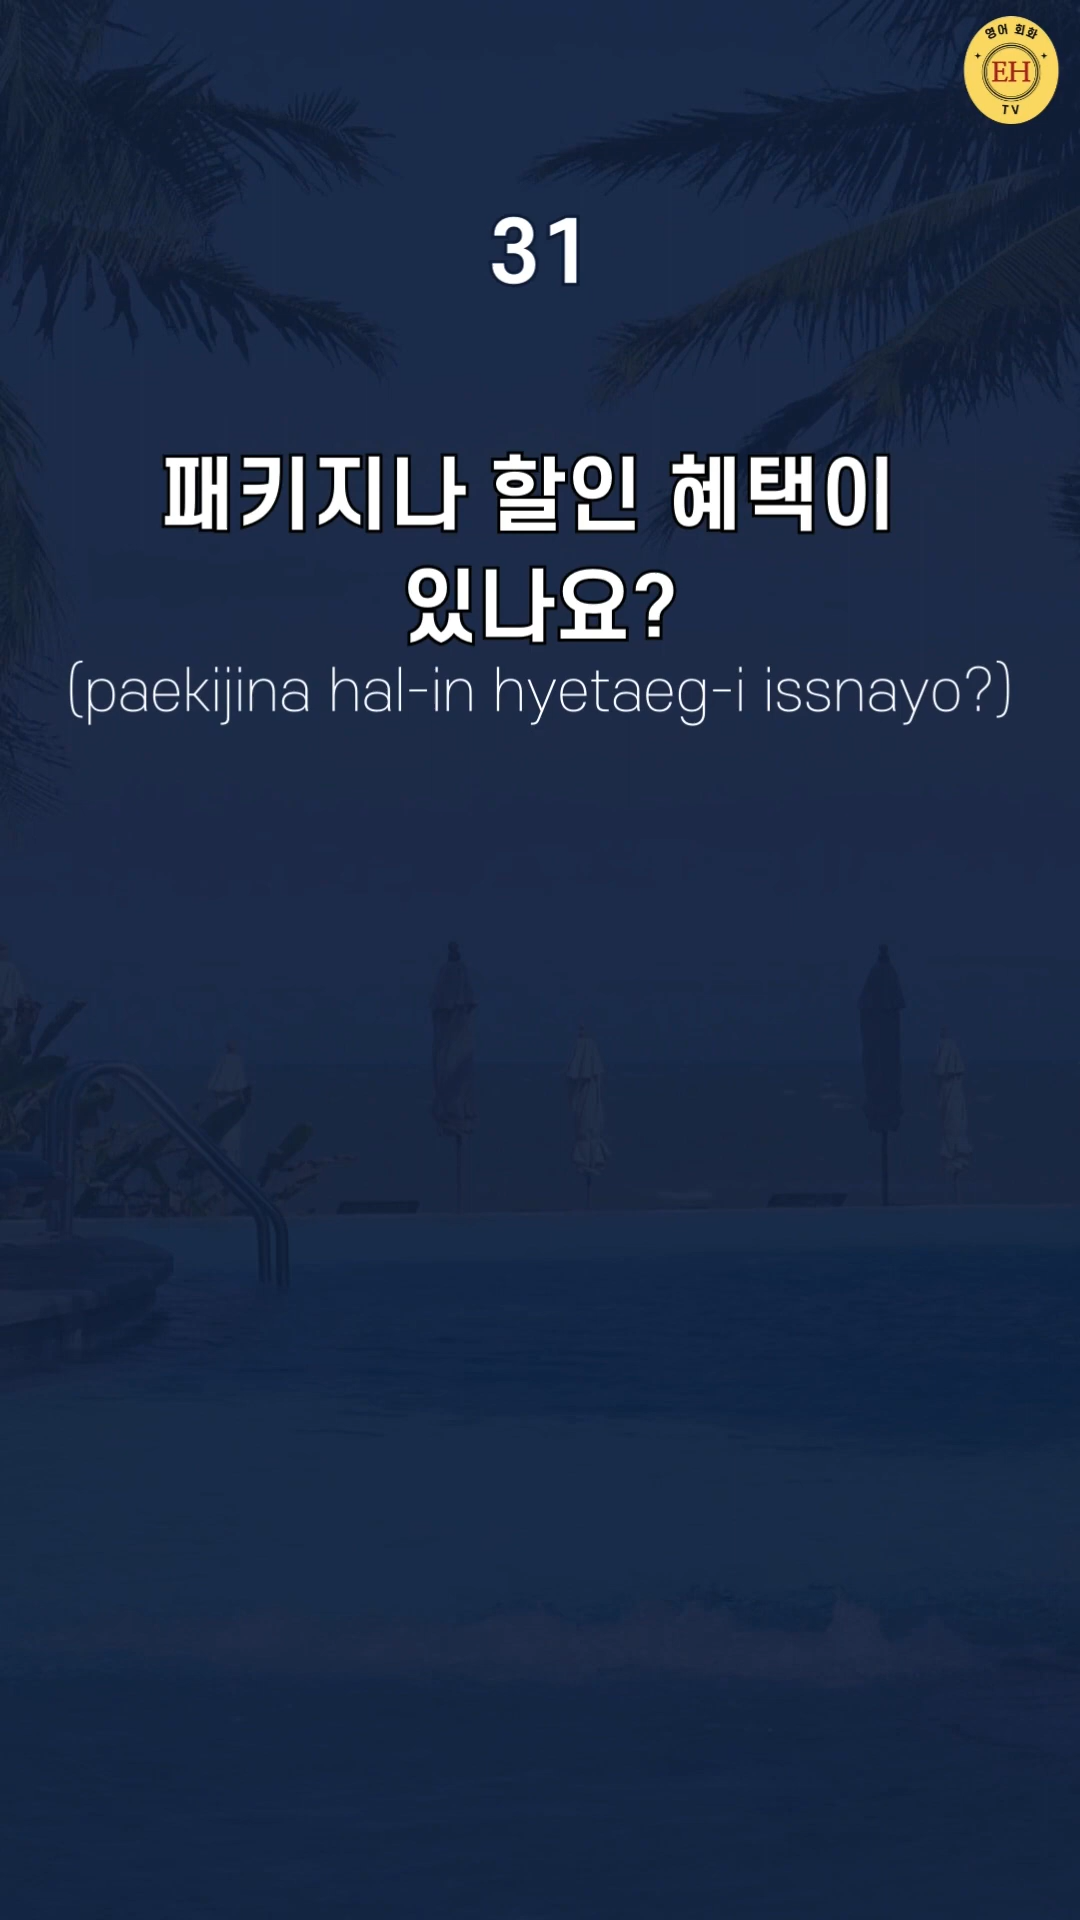 영어 회화
EH
TV
31
패키지나 할인 혜택이
있나요?
(paekijina hal-in hyetaeg-i issnayo?)